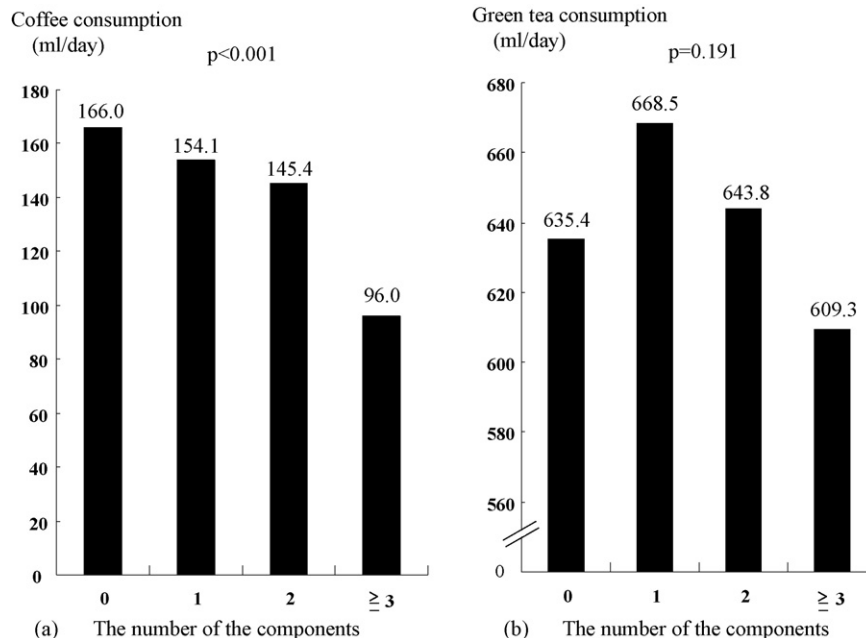 Coffee consumption
(ml/day)
p<0.001
180
160
140
120
100
80
60
40
20
0
166.0
154.1
145.4
96.0
0 1 2 ≥ 3
(a) The number of the components
Green tea consumption
(ml/day)
p=0.191
680
660
640
620
600
580
560
0
635.4
668.5
643.8
609.3
0 1 2 ≥ 3
(b) The number of the components